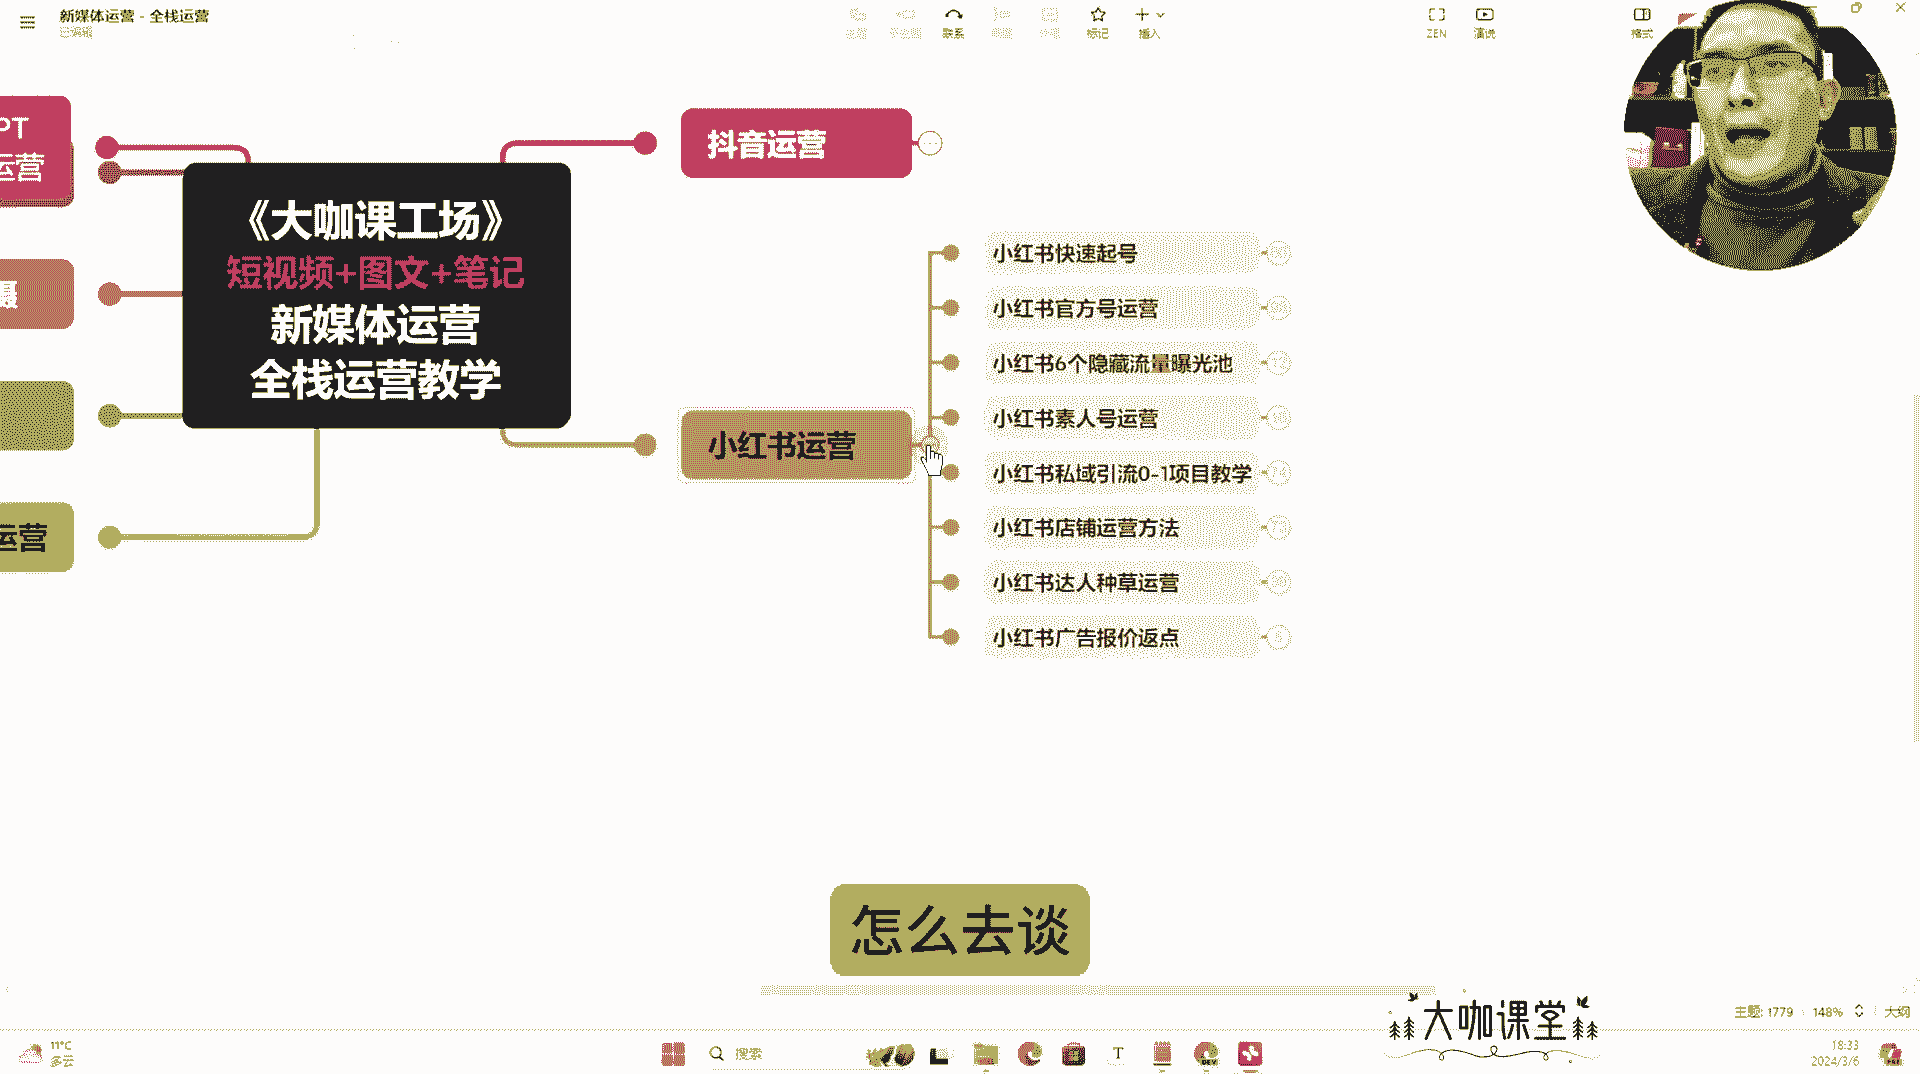 新媒体运营 - 全栈运营
已编辑
联系
标记
插入
ZEN
演说
格式
PT
运营
运营
《大咖课工场》
短视频+图文+笔记
新媒体运营
全栈运营教学
抖音运营
小红书运营
小红书快速起号
小红书官方号运营
小红书6个隐藏流量曝光池
小红书素人号运营
小红书私域引流0-1项目教学
小红书店铺运营方法
小红书达人种草运营
小红书广告报价返点
怎么去谈
大咖课堂
主题: 1779
148%
大纲
11°C
多云
搜索
18:33
2024/3/6